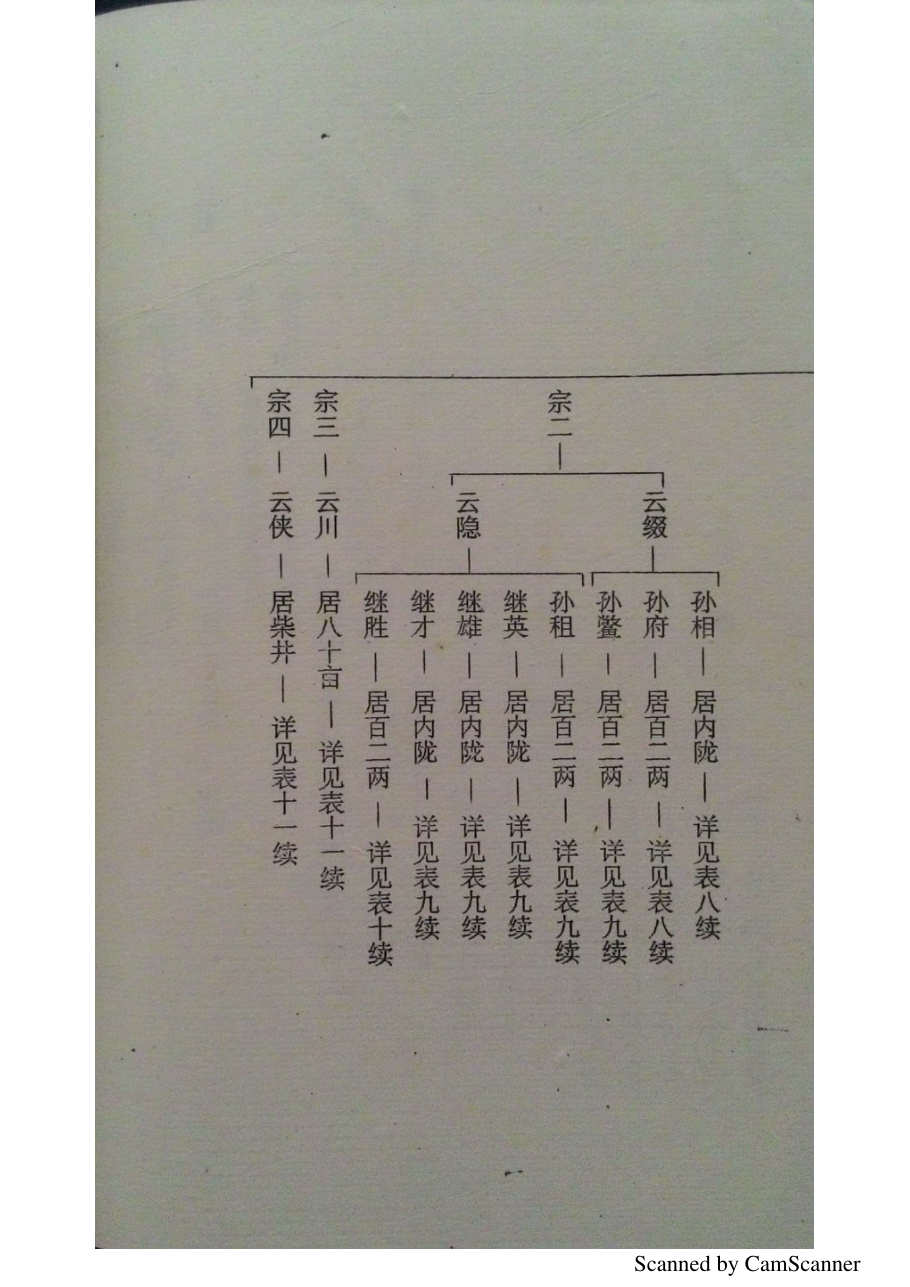 宗二
云缀
孙相 — 居内陇 — 详见表八续
孙府 — 居百二两 — 详见表八续
孙鳖 — 居百二两 — 详见表九续
云隐
孙租 — 居百二两 — 详见表九续
继英 — 居内陇 — 详见表九续
继雄 — 居内陇 — 详见表九续
继才 — 居内陇 — 详见表九续
继胜 — 居百二两 — 详见表十续
宗三 — 云川 — 居八十亩 — 详见表十一续
宗四 — 云侠 — 居柴井 — 详见表十一续
Scanned by CamScanner